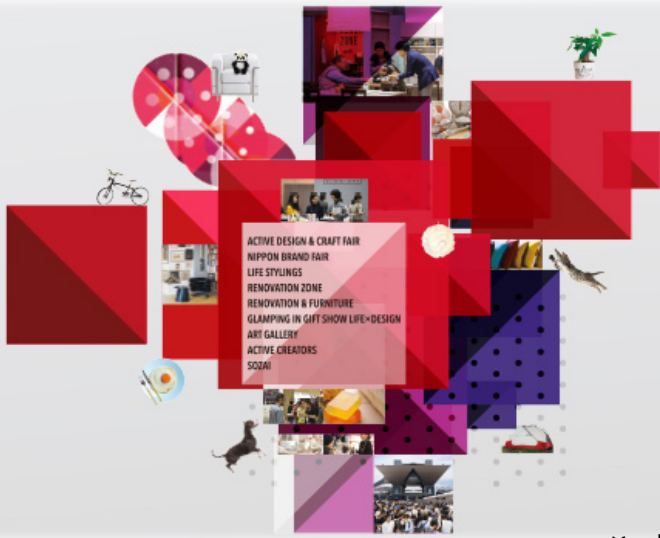 ZONE
ACTIVE DESIGN & CRAFT FAIR
NIPPON BRAND FAIR
LIFE STYLINGS
RENOVATION ZONE
RENOVATION & FURNITURE
GLAMPING IN GIFT SHOW LIFE×DESIGN
ART GALLERY
ACTIVE CREATORS
SOZAI